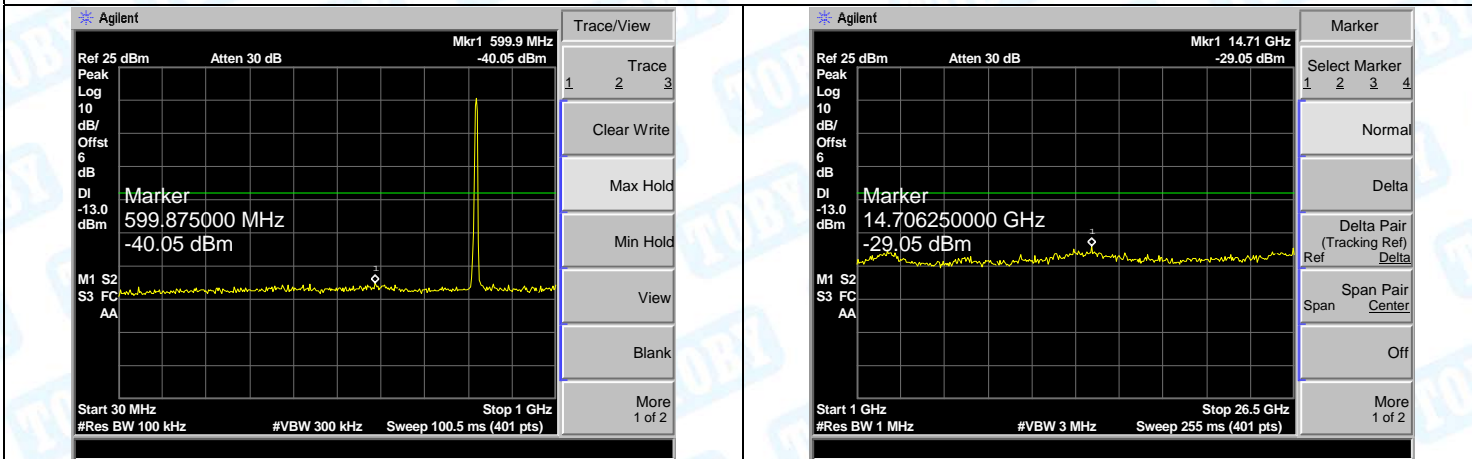 Agilent
Trace/View
Mkr1 599.9 MHz
Ref 25 dBm Atten 30 dB -40.05 dBm
Peak
Log
10
dB/
Offst
6
dB
DI
-13.0
dBm
Marker
599.875000 MHz
-40.05 dBm
1
M1 S2
S3 FC
AA
Start 30 MHz Stop 1 GHz
#Res BW 100 kHz #VBW 300 kHz Sweep 100.5 ms (401 pts)
Trace
1 2 3
Clear Write
Max Hold
Min Hold
View
Blank
More
1 of 2
Agilent
Marker
Mkr1 14.71 GHz
Ref 25 dBm Atten 30 dB -29.05 dBm
Peak
Log
10
dB/
Offst
6
dB
DI
-13.0
dBm
Marker
14.706250000 GHz
-29.05 dBm
1
M1 S2
S3 FC
AA
Start 1 GHz Stop 26.5 GHz
#Res BW 1 MHz #VBW 3 MHz Sweep 255 ms (401 pts)
Select Marker
1 2 3 4
Normal
Delta
Delta Pair
(Tracking Ref)
Ref Delta
Span Pair
Span Center
Off
More
1 of 2
TOBY